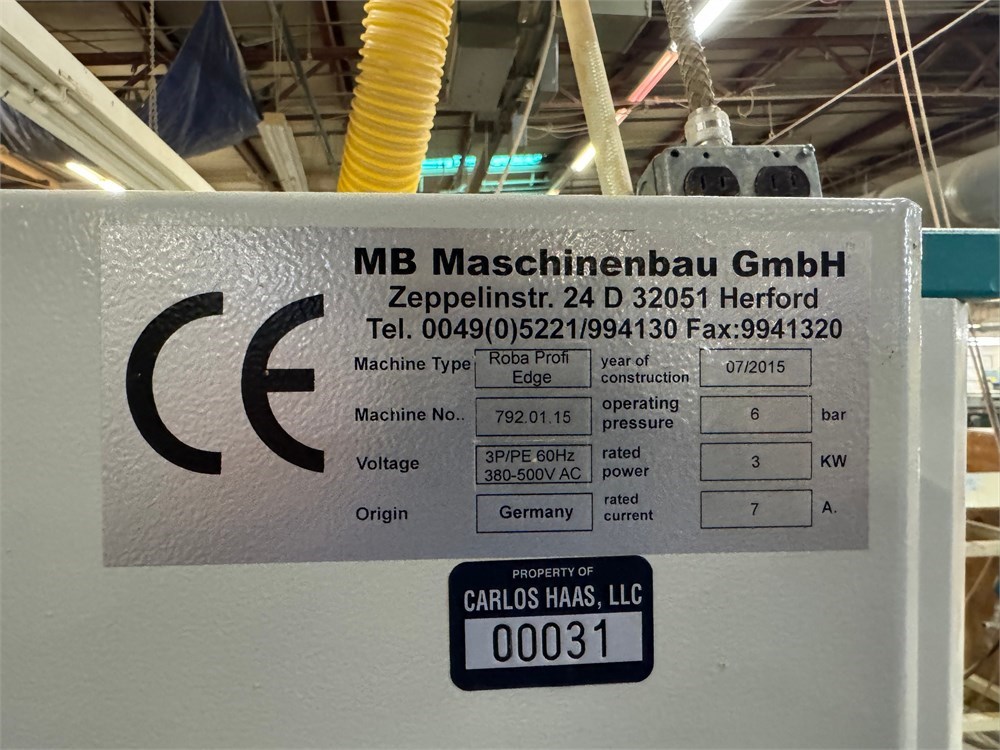 CE
MB Maschinenbau GmbH
Zeppelinstr. 24 D 32051 Herford
Tel. 0049(0)5221/994130 Fax:9941320
Machine Type
Roba Profi
Edge
year of
construction
07/2015
Machine No..
792.01.15
operating
pressure
6
bar
Voltage
3P/PE 60Hz
380-500V AC
rated
power
3
KW
Origin
Germany
rated
current
7
A.
PROPERTY OF
CARLOS HAAS, LLC
00031